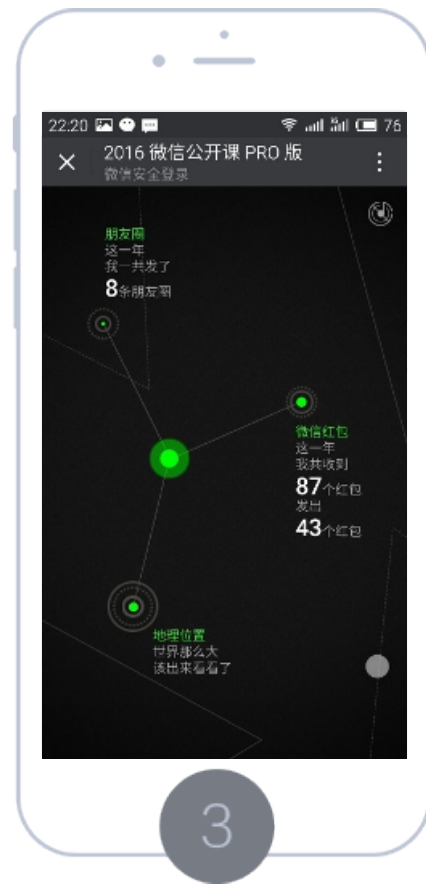 22:20
76
2016 微信公开课 PRO 版
微信安全登录
朋友圈
这一年
我一共发了
8条朋友圈
微信红包
这一年
我共收到
87个红包
发出
43个红包
地理位置
世界那么大
该出来看看了
3